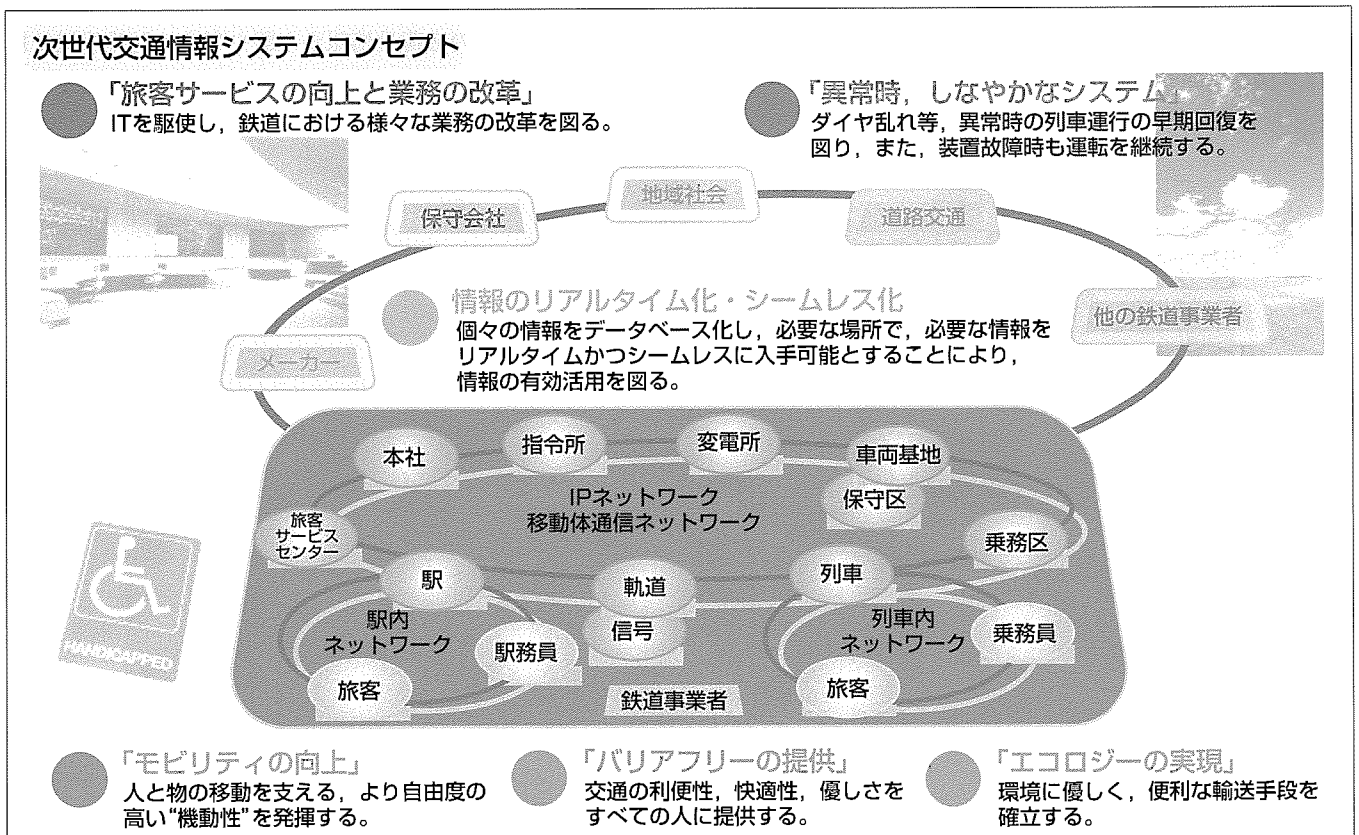 次世代交通情報システムコンセプト
「旅客サービスの向上と業務の改革」
ITを駆使し，鉄道における様々な業務の改革を図る。
「異常時，しなやかなシステム」
ダイヤ乱れ等，異常時の列車運行の早期回復を
図り，また，装置故障時も運転を継続する。
地域社会
保守会社
道路交通
他の鉄道事業者
メーカー
情報のリアルタイム化・シームレス化
個々の情報をデータベース化し，必要な場所で，必要な情報を
リアルタイムかつシームレスに入手可能とすることにより，
情報の有効活用を図る。
本社
指令所
変電所
車両基地
保守区
IPネットワーク
移動体通信ネットワーク
旅客
サービス
センター
乗務区
駅
軌道
列車
信号
駅内
ネットワーク
駅務員
旅客
列車内
ネットワーク
乗務員
旅客
鉄道事業者
HANDICAPPED
「モビリティの向上」
人と物の移動を支える，より自由度の
高い“機動性”を発揮する。
「バリアフリーの提供」
交通の利便性，快適性，優しさを
すべての人に提供する。
「エコロジーの実現」
環境に優しく，便利な輸送手段を
確立する。